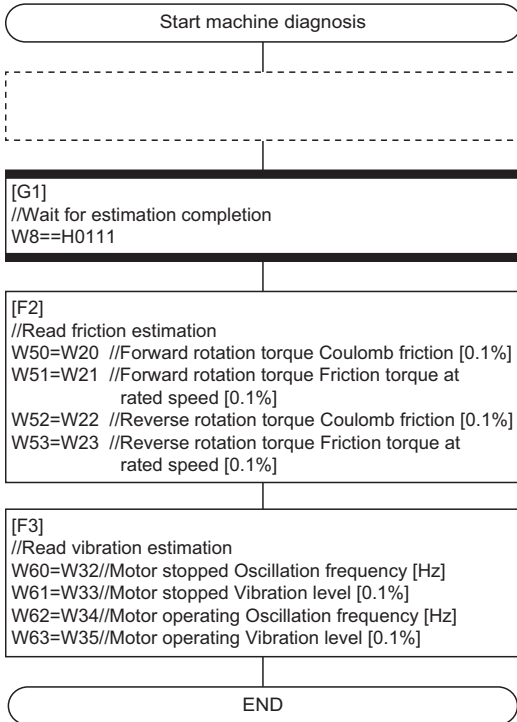 Start machine diagnosis
[G1]
//Wait for estimation completion
W8==H0111
[F2]
//Read friction estimation
W50=W20 //Forward rotation torque Coulomb friction [0.1%]
W51=W21 //Forward rotation torque Friction torque at
rated speed [0.1%]
W52=W22 //Reverse rotation torque Coulomb friction [0.1%]
W53=W23 //Reverse rotation torque Friction torque at
rated speed [0.1%]
[F3]
//Read vibration estimation
W60=W32//Motor stopped Oscillation frequency [Hz]
W61=W33//Motor stopped Vibration level [0.1%]
W62=W34//Motor operating Oscillation frequency [Hz]
W63=W35//Motor operating Vibration level [0.1%]
END